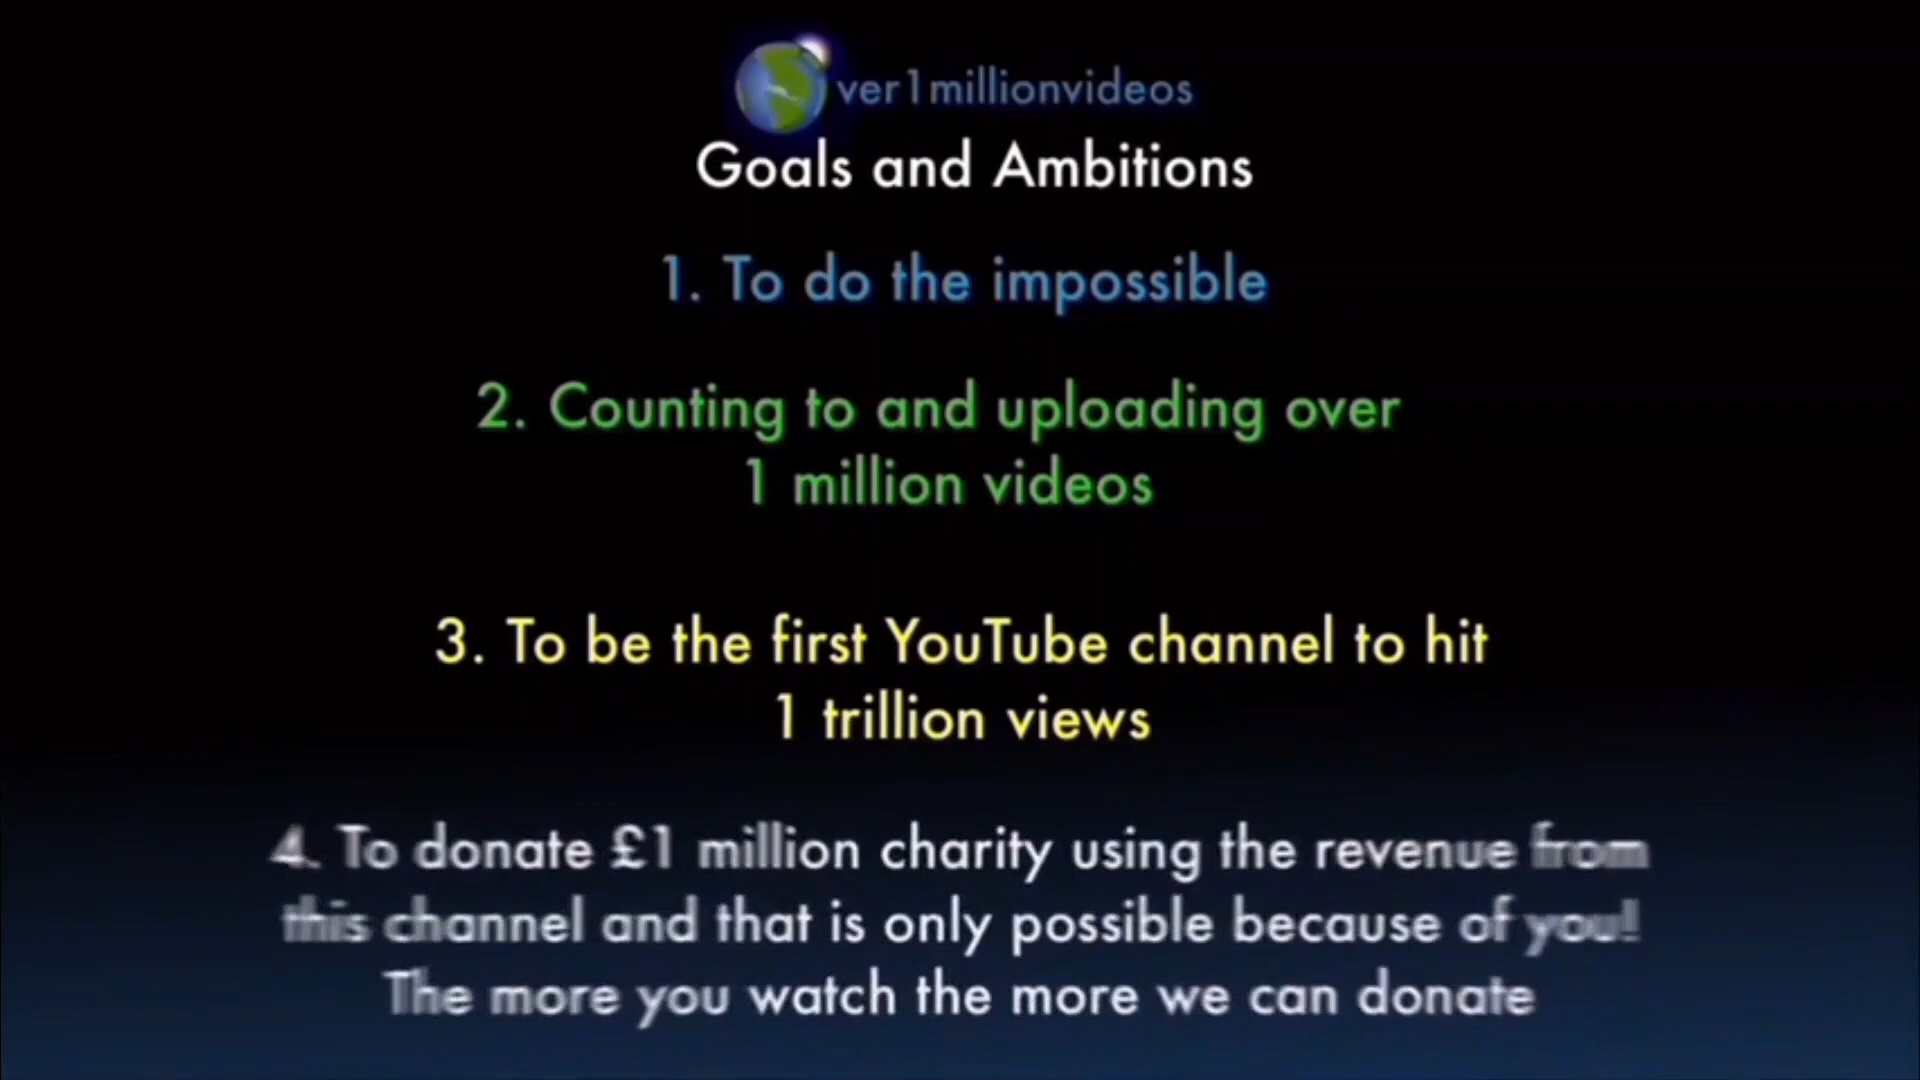 ver1millionvideos
Goals and Ambitions
1. To do the impossible
2. Counting to and uploading over
1 million videos
3. To be the first YouTube channel to hit
1 trillion views
4. To donate £1 million charity using the revenue from
this channel and that is only possible because of you!
The more you watch the more we can donate